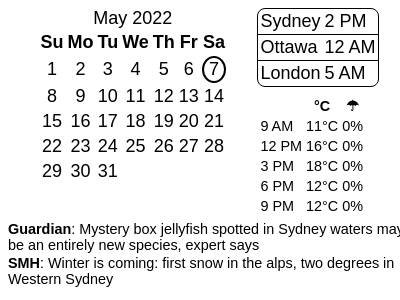 May 2022
Su Mo Tu We Th Fr Sa
1 2 3 4 5 6 7
8 9 10 11 12 13 14
15 16 17 18 19 20 21
22 23 24 25 26 27 28
29 30 31
Sydney 2 PM
Ottawa 12 AM
London 5 AM
°C ☂
9 AM 11°C 0%
12 PM 16°C 0%
3 PM 18°C 0%
6 PM 12°C 0%
9 PM 12°C 0%
Guardian: Mystery box jellyfish spotted in Sydney waters may
be an entirely new species, expert says
SMH: Winter is coming: first snow in the alps, two degrees in
Western Sydney